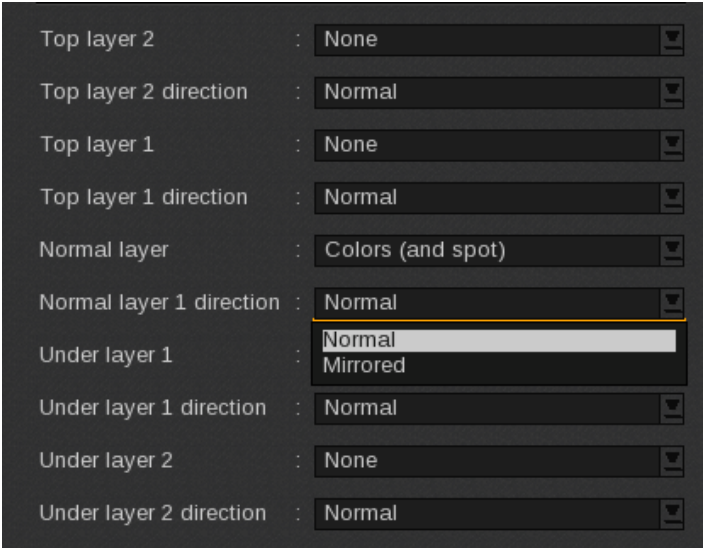 Top layer 2 : None
Top layer 2 direction : Normal
Top layer 1 : None
Top layer 1 direction : Normal
Normal layer : Colors (and spot)
Normal layer 1 direction : Normal
Normal
Under layer 1 :
Mirrored
Under layer 1 direction : Normal
Under layer 2 : None
Under layer 2 direction : Normal